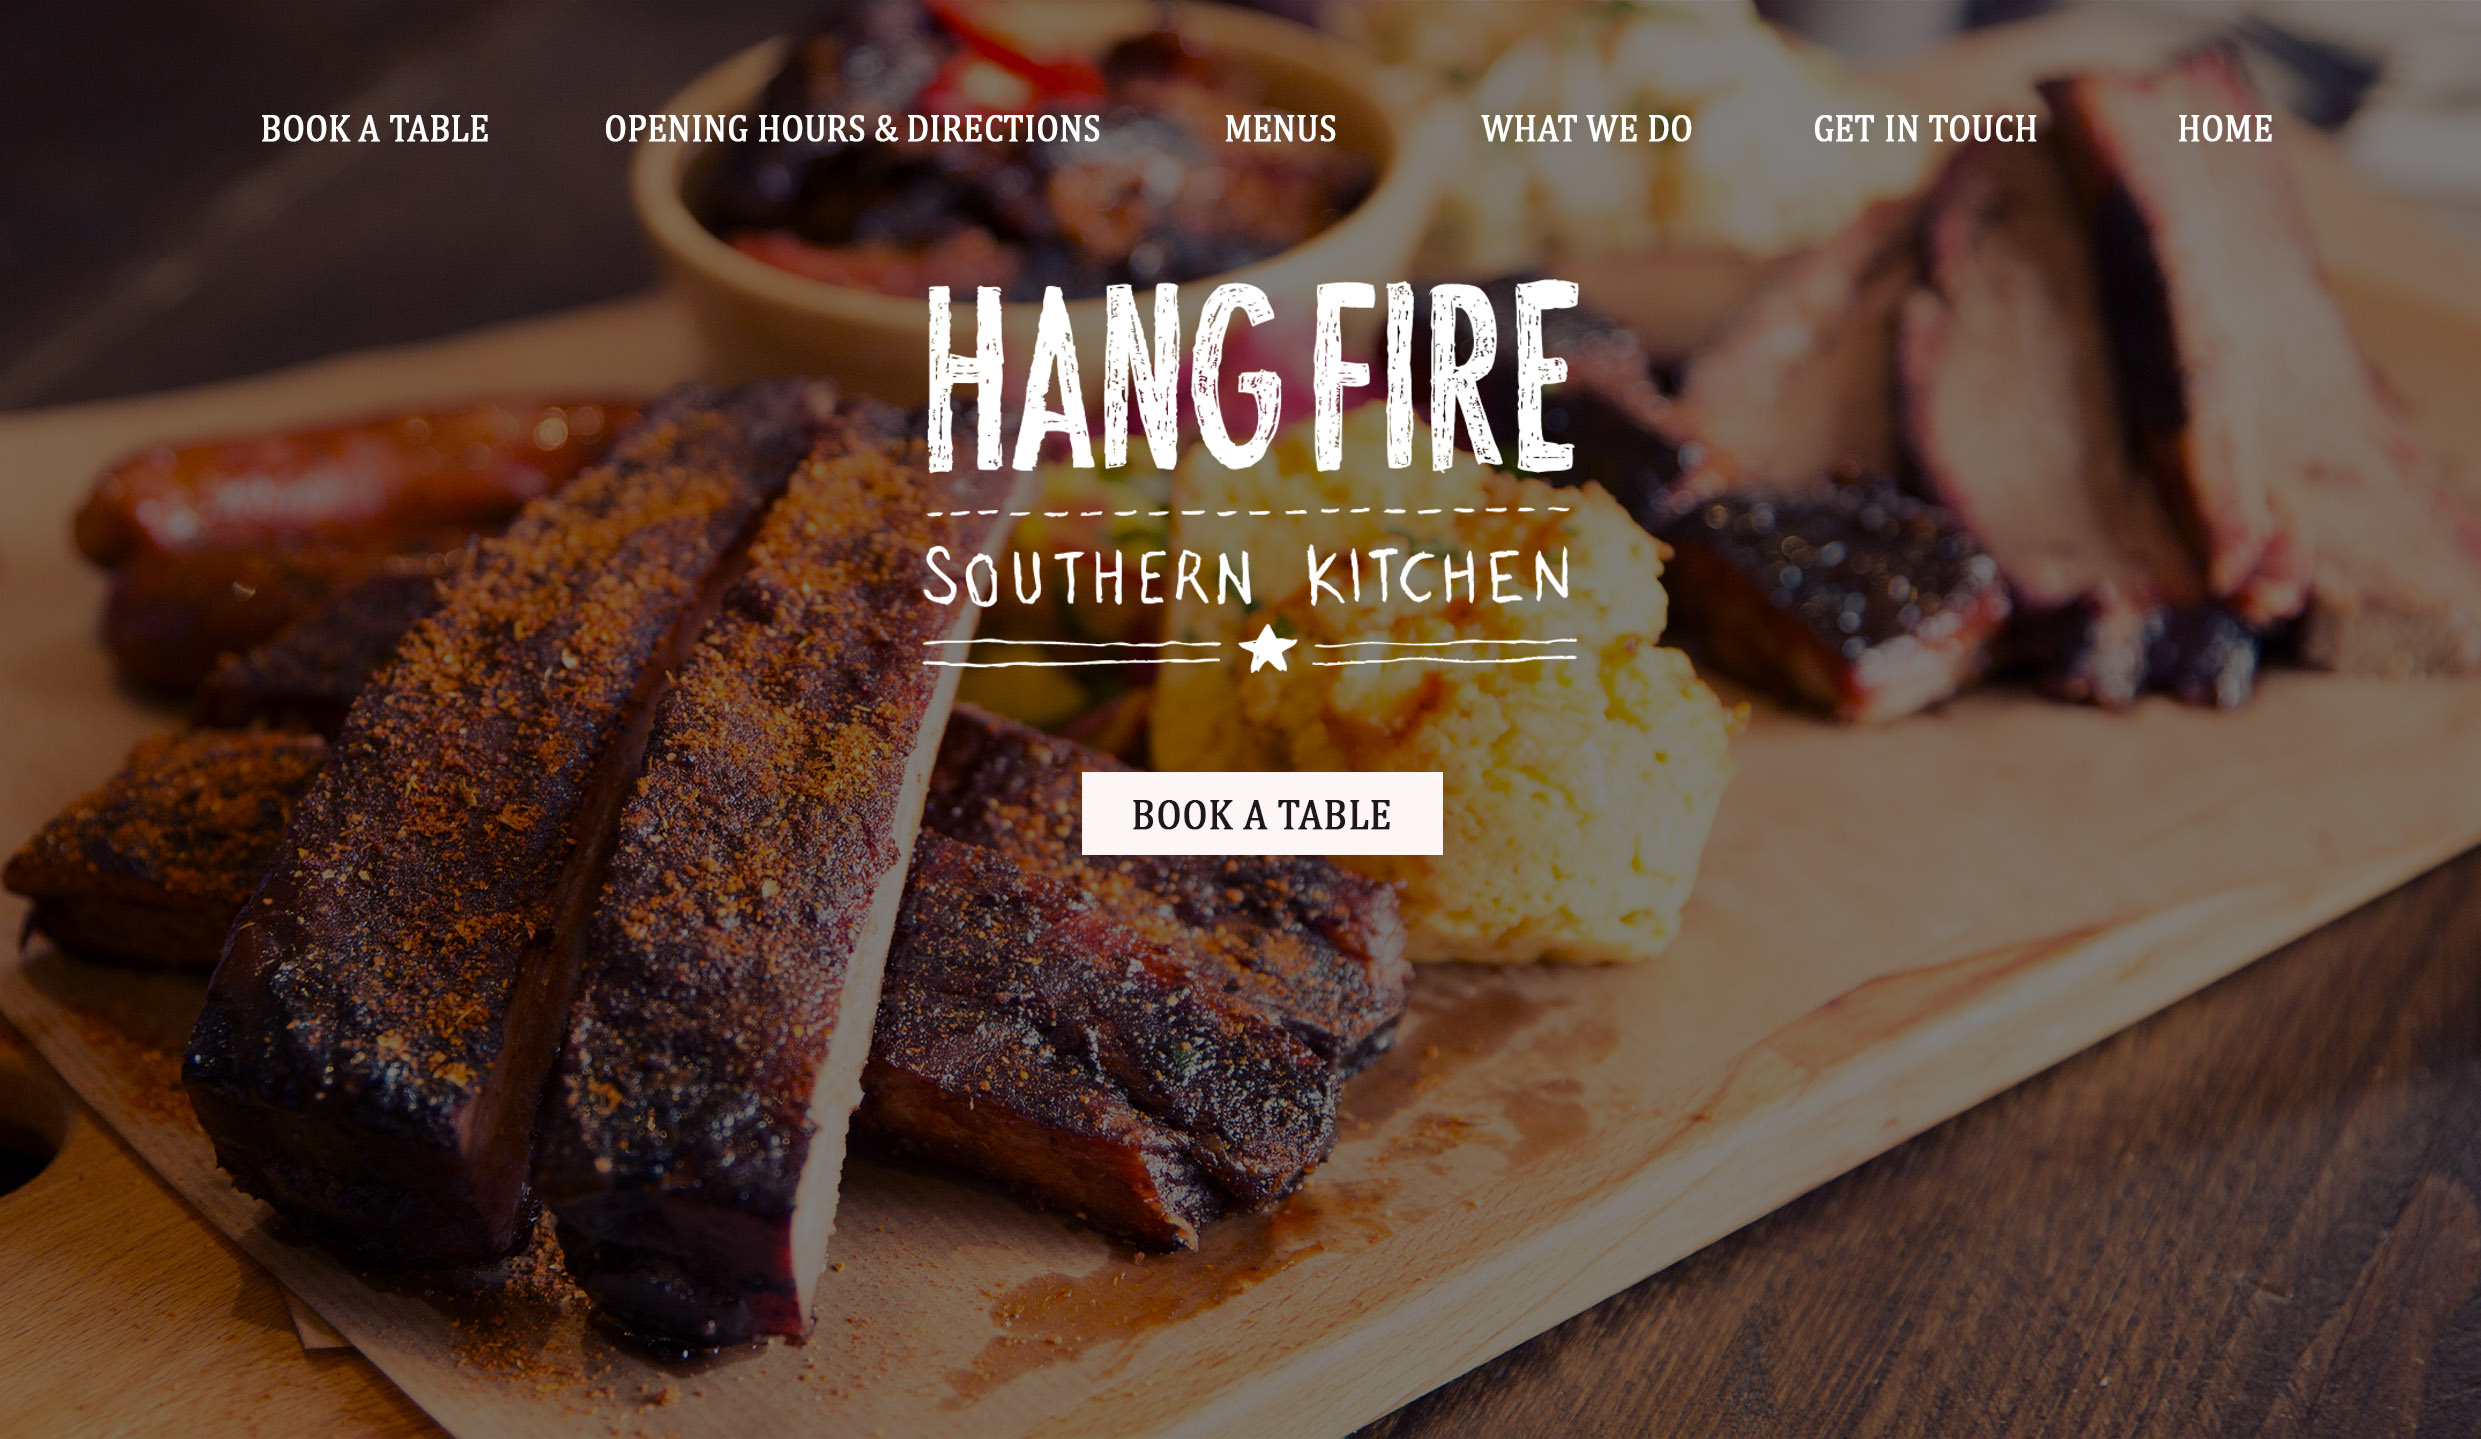 BOOK A TABLE
OPENING HOURS & DIRECTIONS
MENUS
WHAT WE DO
GET IN TOUCH
HOME
HANG FIRE
SOUTHERN KITCHEN
BOOK A TABLE